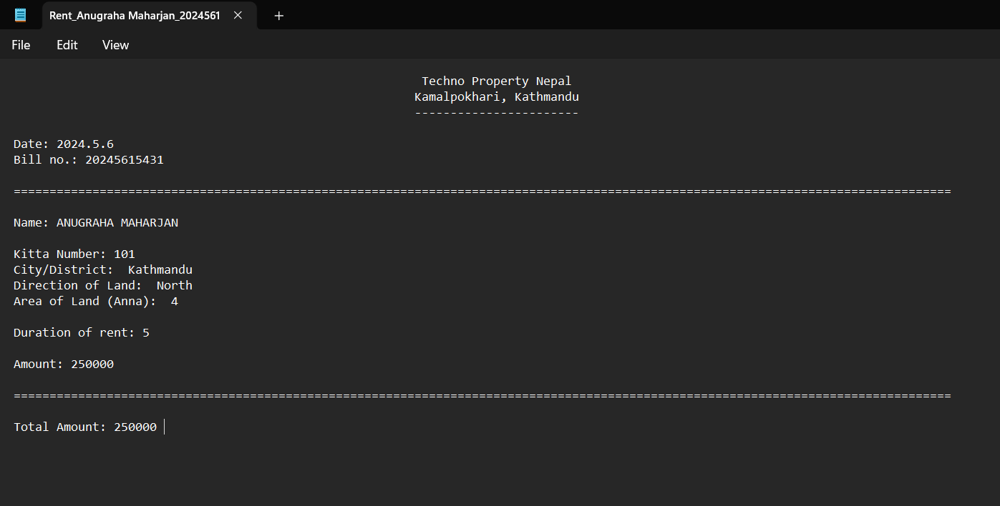 Rent_Anugraha Maharjan_2024561
File Edit View
Techno Property Nepal
Kamalpokhari, Kathmandu
-----------------------
Date: 2024.5.6
Bill no.: 20245615431
===================================================================================================================================
Name: ANUGRAHA MAHARJAN
Kitta Number: 101
City/District:  Kathmandu
Direction of Land:  North
Area of Land (Anna):  4
Duration of rent: 5
Amount: 250000
===================================================================================================================================
Total Amount: 250000